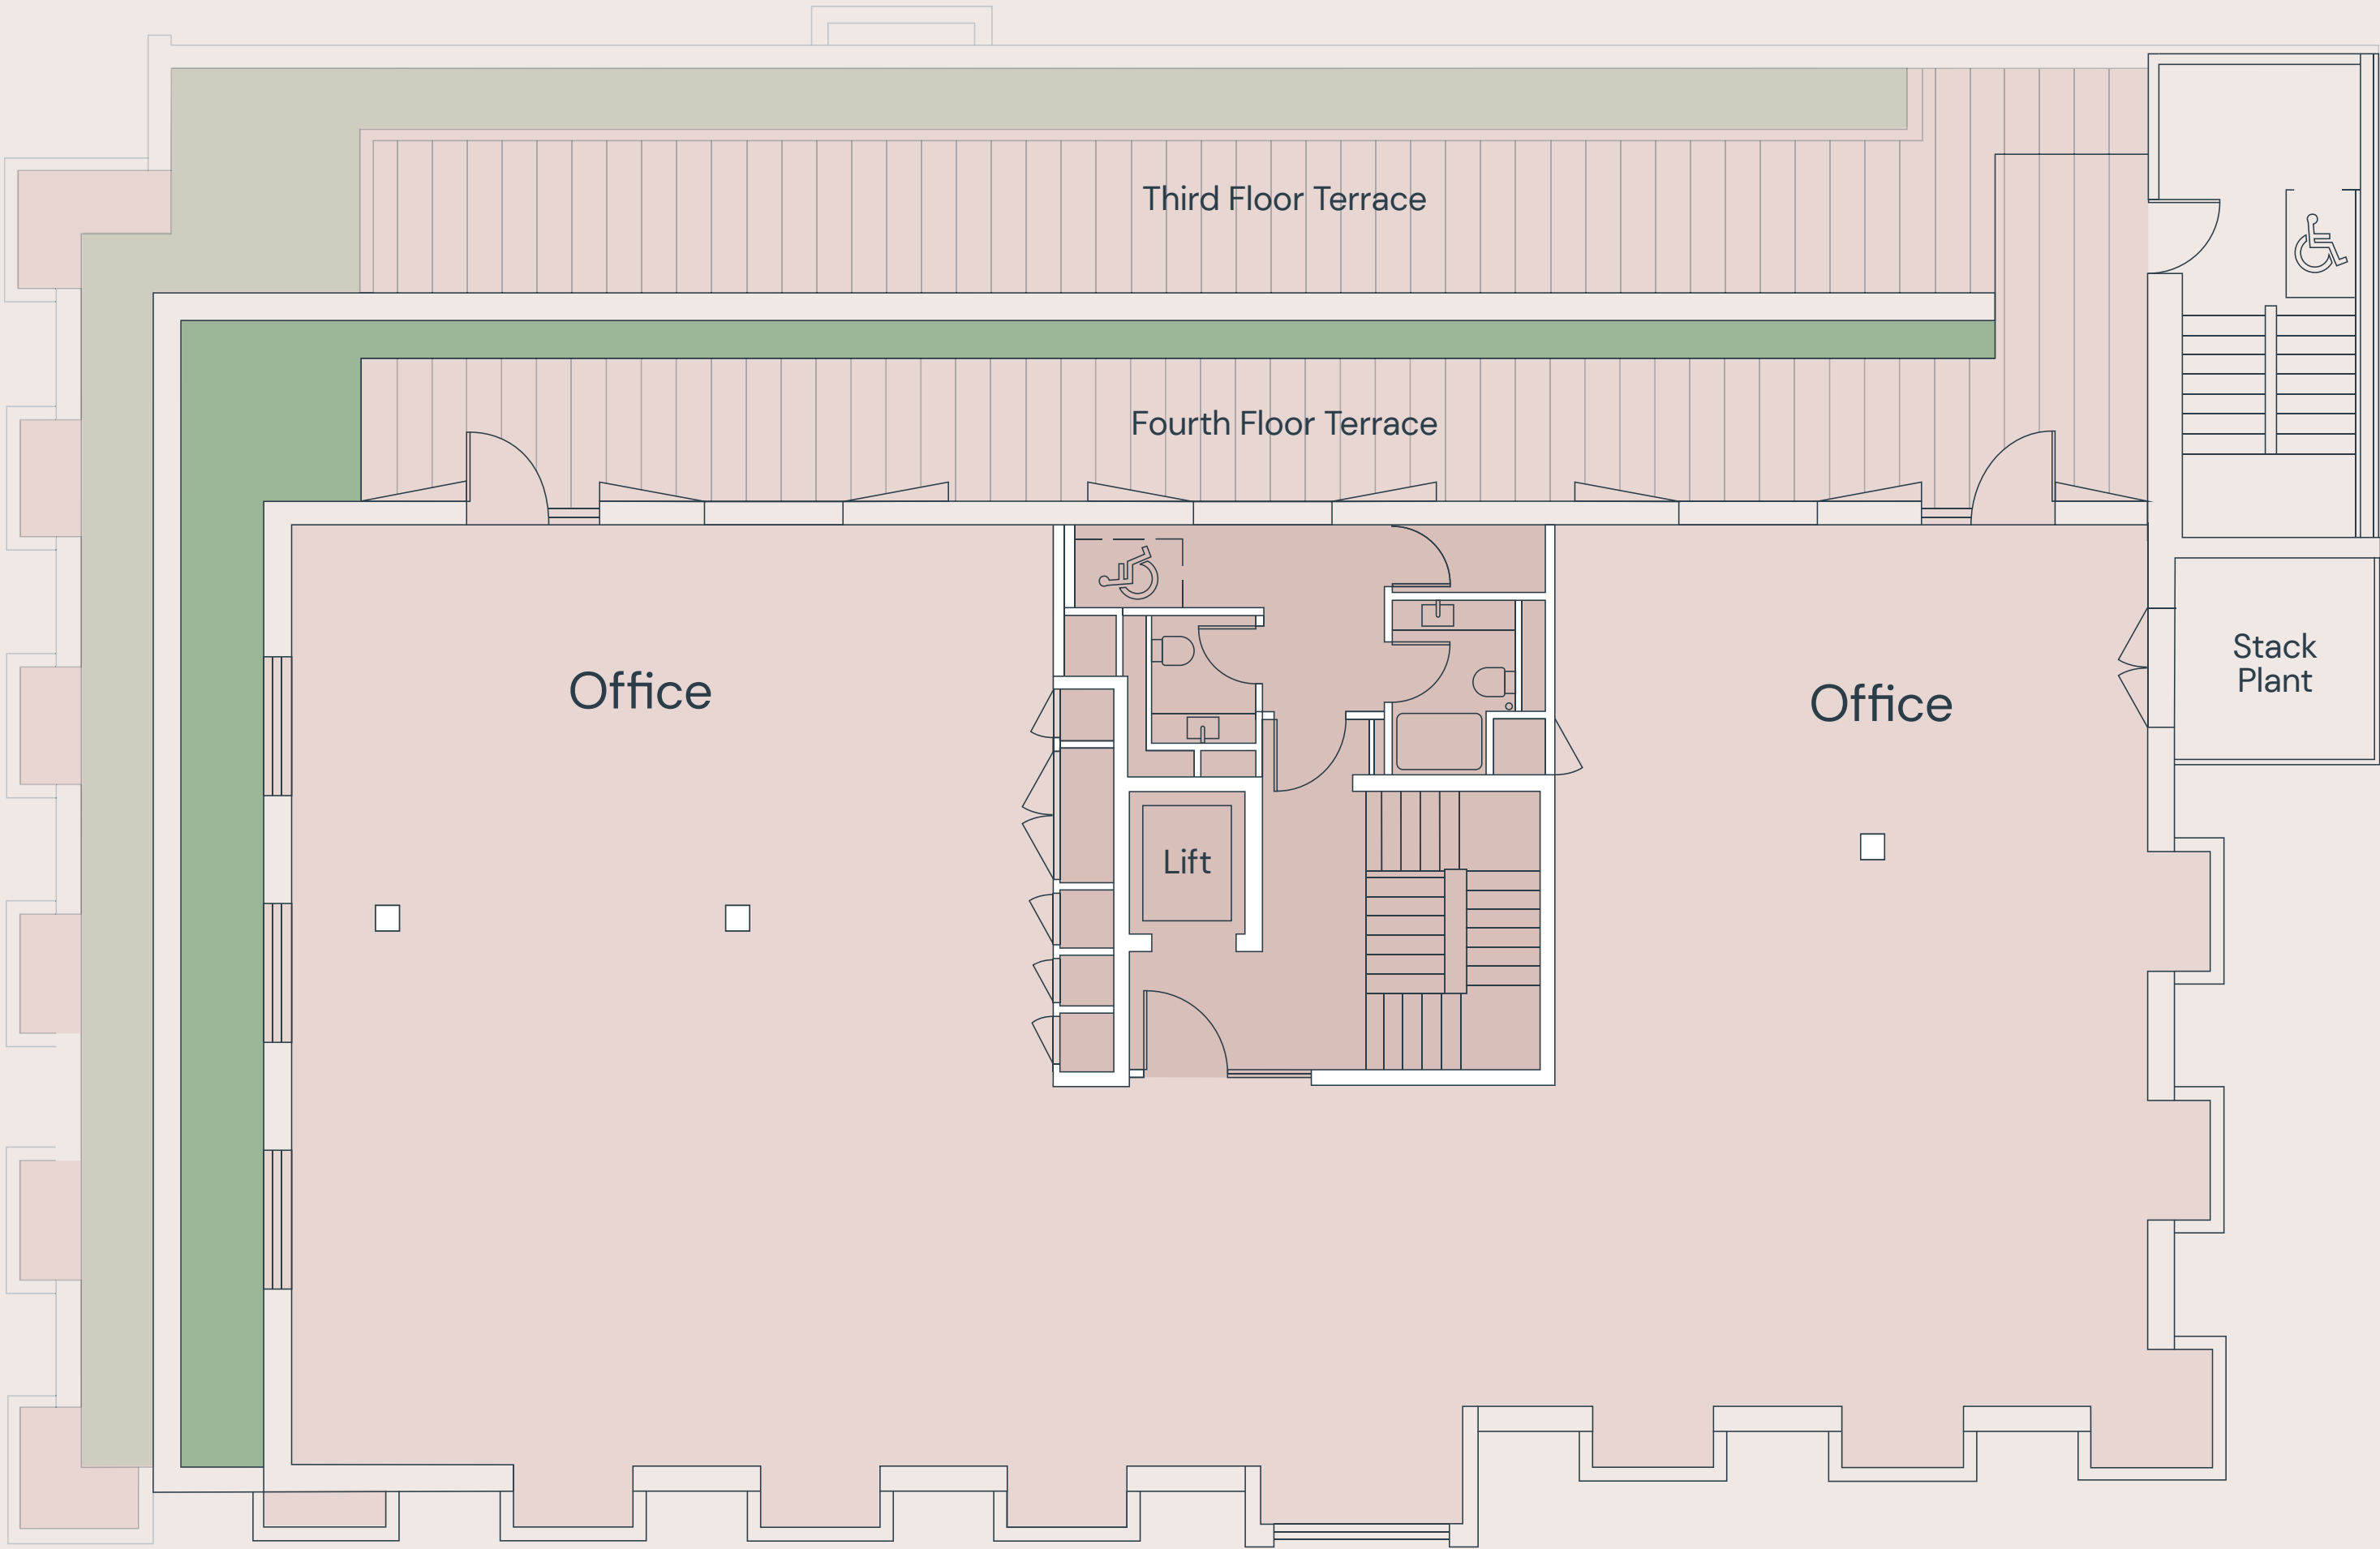 Third Floor Terrace
Fourth Floor Terrace
Office
Office
Stack
Plant
Lift